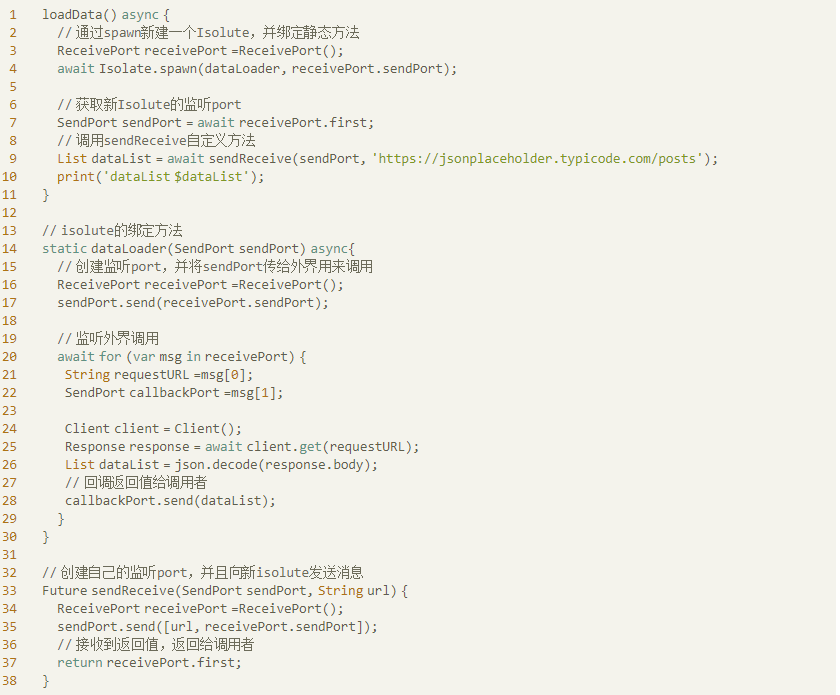 1 loadData() async {
2 // 通过spawn新建一个Isolute，并绑定静态方法
3 ReceivePort receivePort =ReceivePort();
4 await Isolate.spawn(dataLoader, receivePort.sendPort);
5
6 // 获取新Isolute的监听port
7 SendPort sendPort = await receivePort.first;
8 // 调用sendReceive自定义方法
9 List dataList = await sendReceive(sendPort, 'https://jsonplaceholder.typicode.com/posts');
10 print('dataList $dataList');
11 }
12
13 // isolute的绑定方法
14 static dataLoader(SendPort sendPort) async{
15 // 创建监听port，并将sendPort传给外界用来调用
16 ReceivePort receivePort =ReceivePort();
17 sendPort.send(receivePort.sendPort);
18
19 // 监听外界调用
20 await for (var msg in receivePort) {
21 String requestURL =msg[0];
22 SendPort callbackPort =msg[1];
23
24 Client client = Client();
25 Response response = await client.get(requestURL);
26 List dataList = json.decode(response.body);
27 // 回调返回值给调用者
28 callbackPort.send(dataList);
29 }
30 }
31
32 // 创建自己的监听port，并且向新isolute发送消息
33 Future sendReceive(SendPort sendPort, String url) {
34 ReceivePort receivePort =ReceivePort();
35 sendPort.send([url, receivePort.sendPort]);
36 // 接收到返回值，返回给调用者
37 return receivePort.first;
38 }